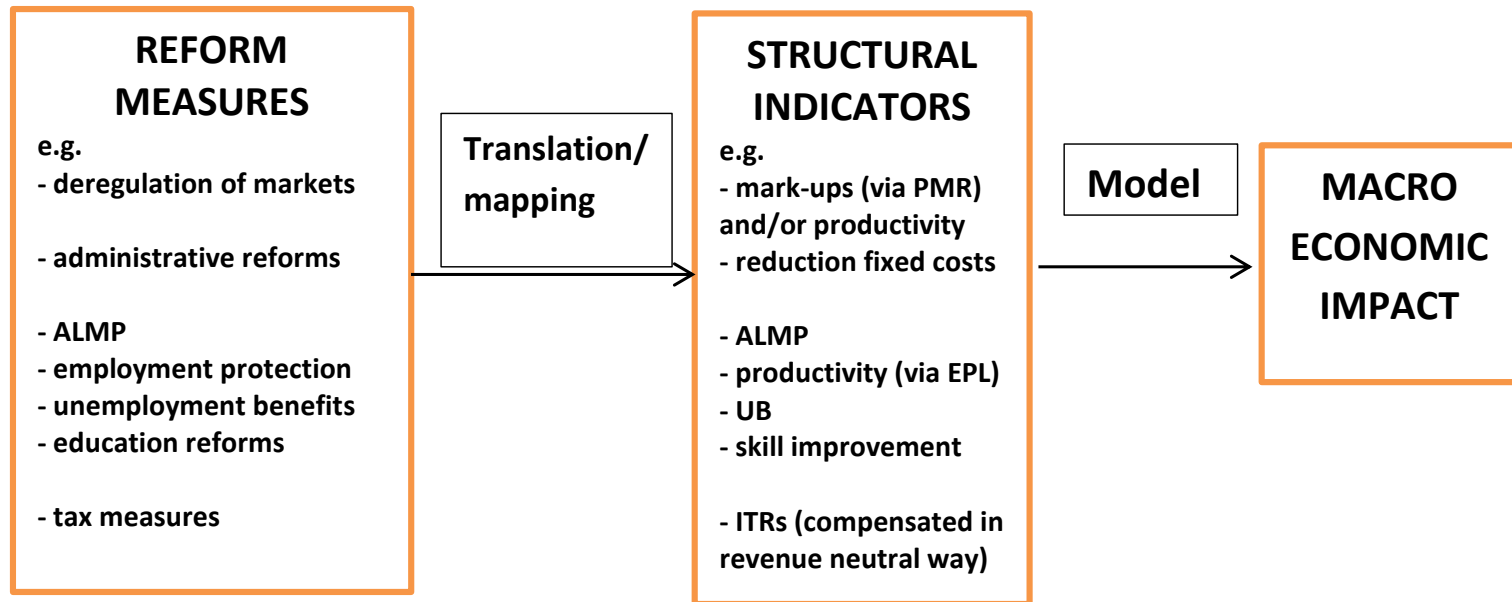 REFORM
MEASURES
e.g.
- deregulation of markets
- administrative reforms
- ALMP
- employment protection
- unemployment benefits
- education reforms
- tax measures
Translation/
mapping
STRUCTURAL
INDICATORS
e.g.
- mark-ups (via PMR)
and/or productivity
- reduction fixed costs
- ALMP
- productivity (via EPL)
- UB
- skill improvement
- ITRs (compensated in
revenue neutral way)
Model
MACRO
ECONOMIC
IMPACT